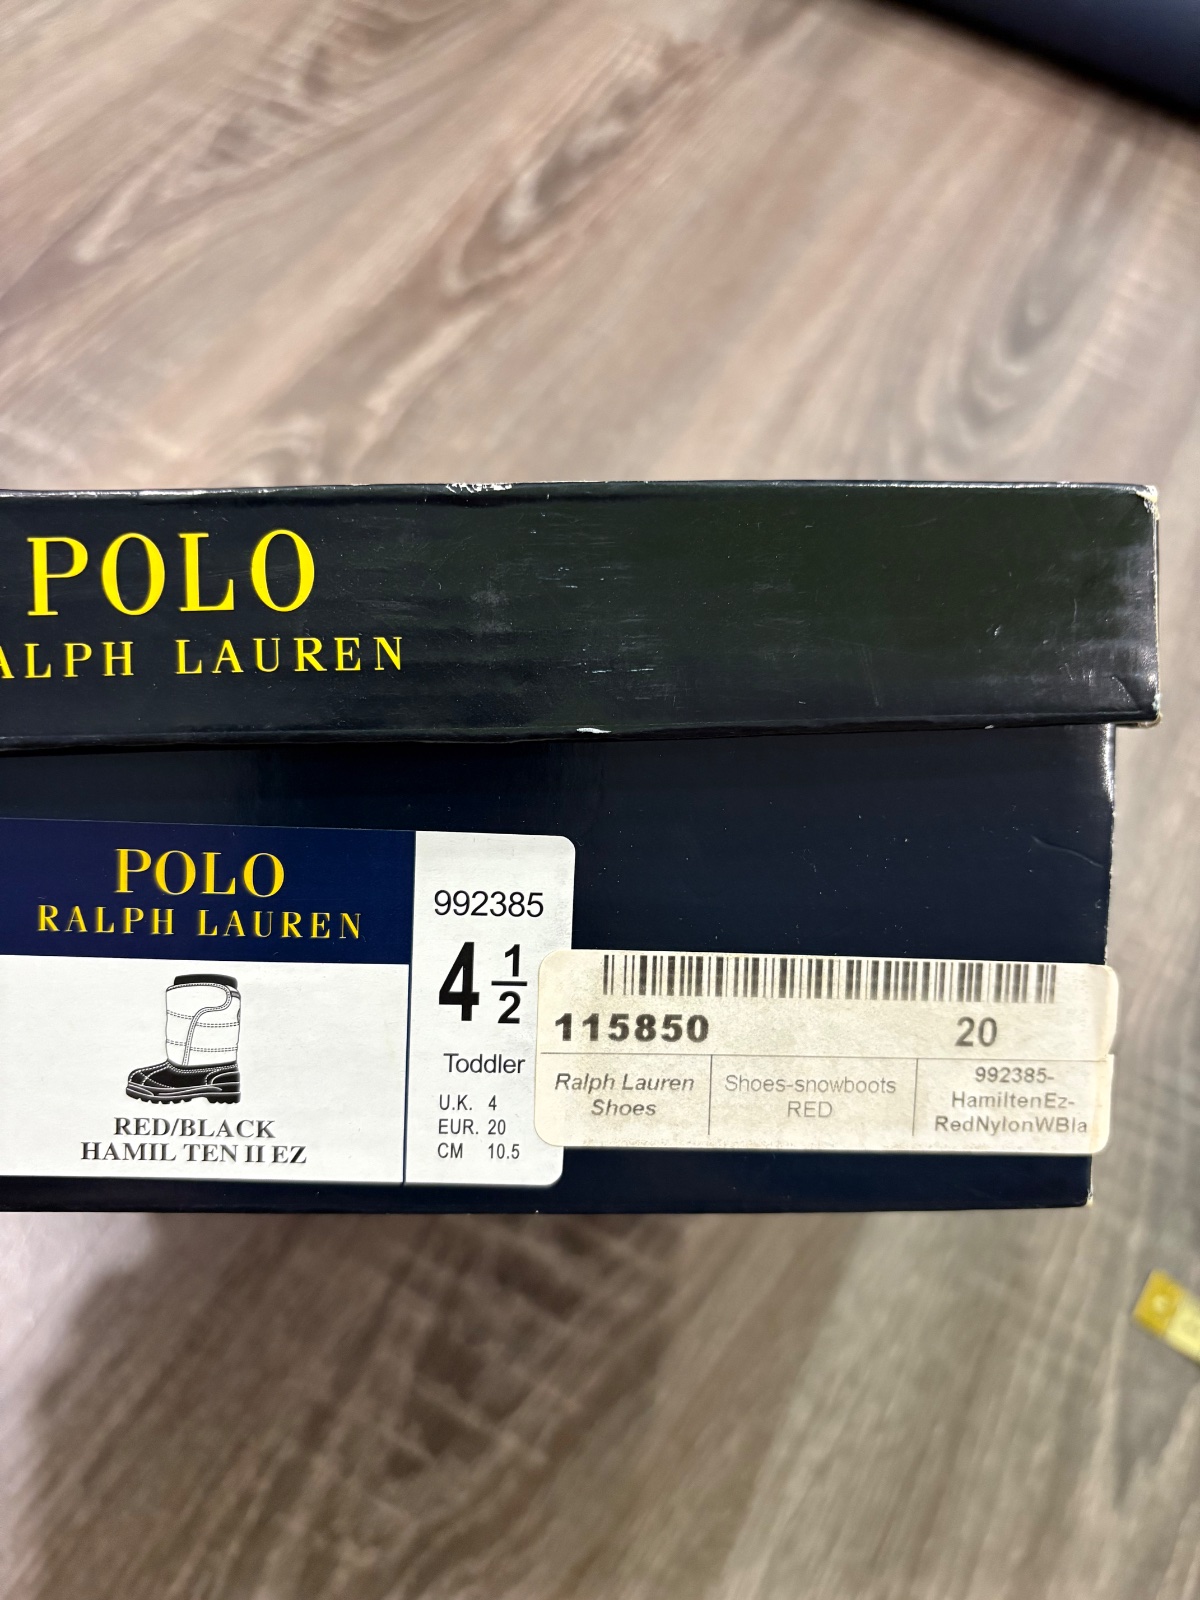 POLO
ALPH LAUREN
POLO
RALPH LAUREN
RED/BLACK
HAMIL TEN II EZ
992385
4 1/2
Toddler
U.K. 4
EUR. 20
CM 10.5
115850 20
Ralph Lauren
Shoes
Shoes-snowboots
RED
992385-
HamiltenEz-
RedNylonWBla